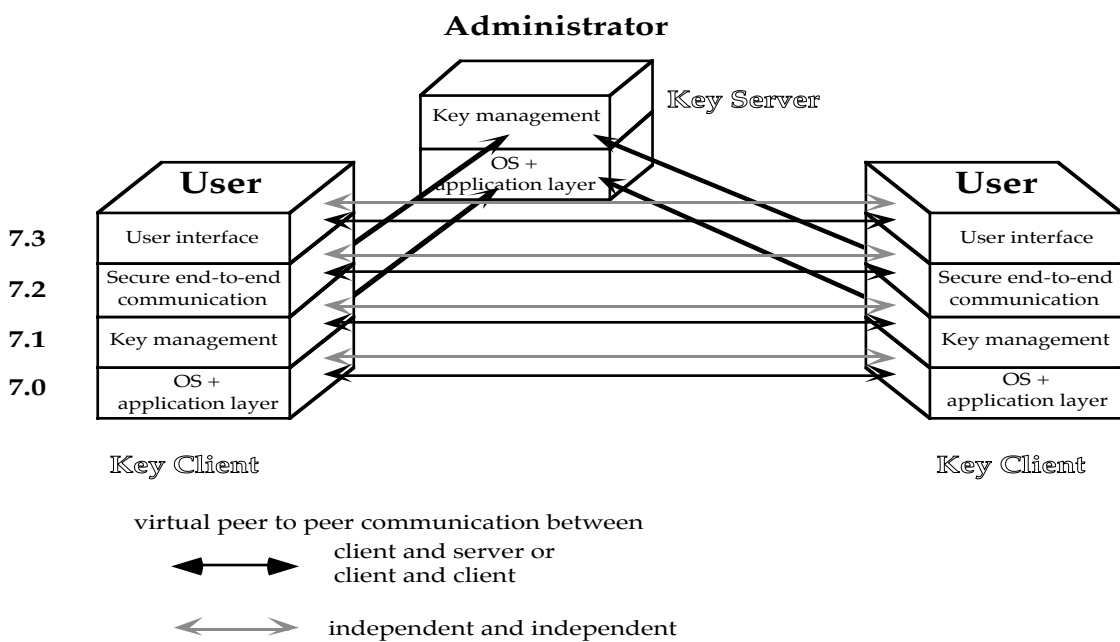 Administrator
Key Server
Key management
OS +
application layer
User
User
7.3
User interface
User interface
7.2
Secure end-to-end
communication
Secure end-to-end
communication
7.1
Key management
Key management
7.0
OS +
application layer
OS +
application layer
Key Client
Key Client
virtual peer to peer communication between
client and server or
client and client
independent and independent